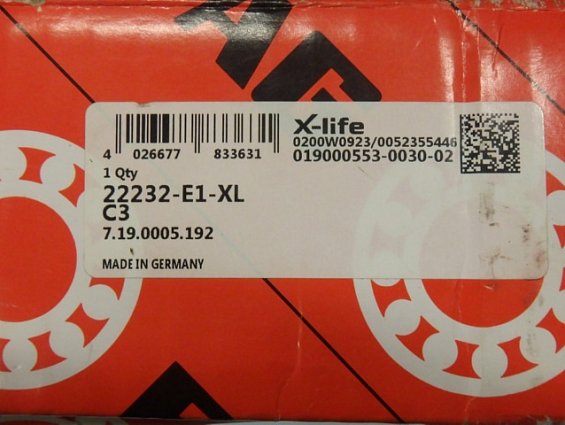 AG
X-life
0200W0923/0052355446
019000553-0030-02
4 026677 833631
1 Qty
22232-E1-XL
C3
7.19.0005.192
MADE IN GERMANY